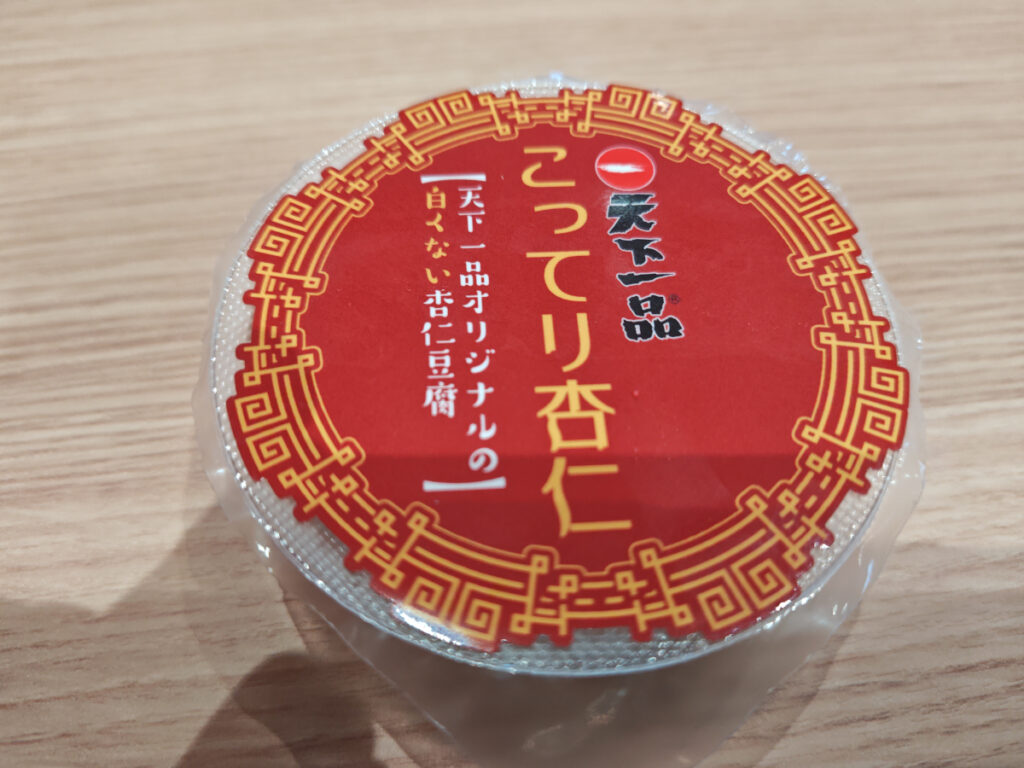 一
天下一品®
こってり杏仁
【天下一品オリジナルの
白くない杏仁豆腐】